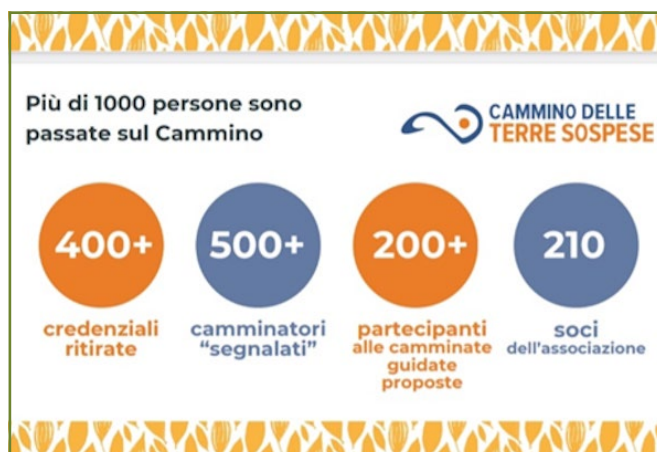 Più di 1000 persone sono
passate sul Cammino
CAMMINO DELLE
TERRE SOSPESE
400+
credenziali
ritirate
500+
camminatori
“segnalati”
200+
partecipanti
alle camminate
guidate
proposte
210
soci
dell’associazione